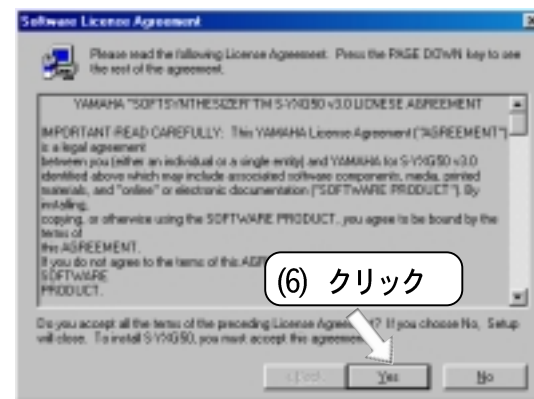 Software License Agreement
Please read the following License Agreement. Press the PAGE DOWN key to see
the rest of the agreement.
YAMAHA "SOFTSYNTHESIZER"TM S-YXG50 v3.0 LICNESE AGREEMENT
IMPORTANT-READ CAREFULLY: This YAMAHA License Agreement ("AGREEMENT")
is a legal agreement
between you (either an individual or a single entity) and YAMAHA for S-YXG50 v3.0
identified above which may include associated software components, media, printed
materials, and "online" or electronic documentation ("SOFTWARE PRODUCT"). By
installing,
copying, or otherwise using the SOFTWARE PRODUCT, you agree to be bound by the
terms of
the AGREEMENT.
If you do not agree to the terms of this
SOFTWARE
PRODUCT.
(6) クリック
Do you accept all the terms of the preceding License Agreement? If you choose No, Setup
will close. To install S-YXG50, you must accept this agreement.
< Back
Yes
No